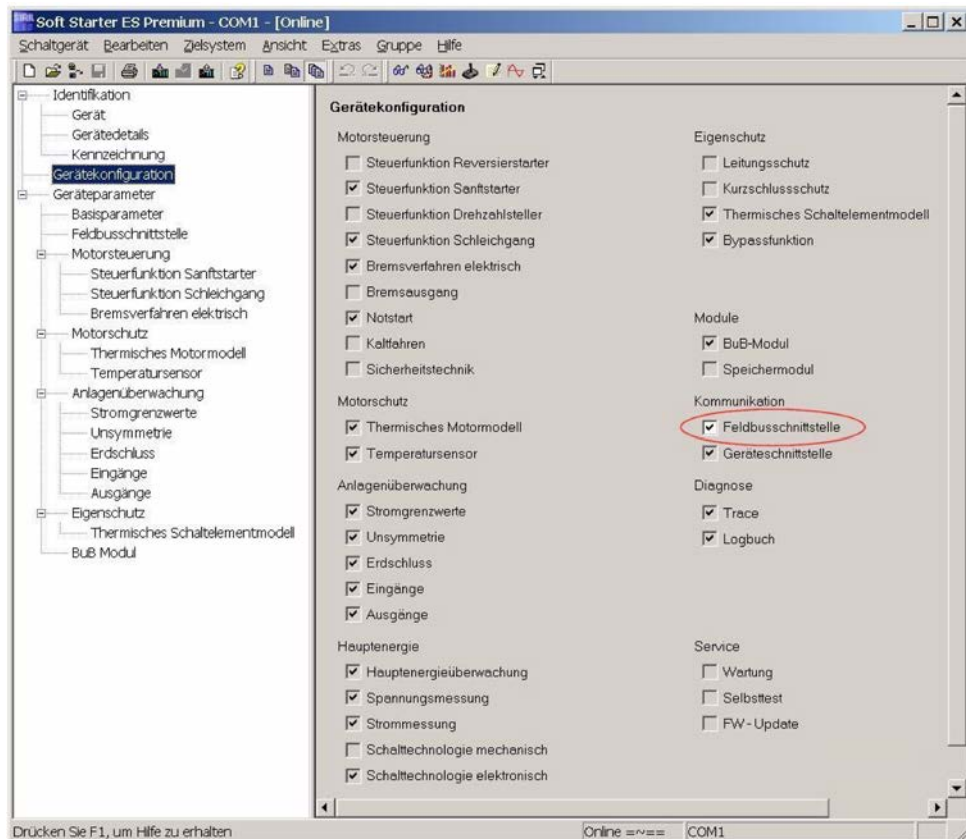 Soft Starter ES Premium - COM1 - [Online]
Schaltgerät Bearbeiten Zielsystem Ansicht Extras Gruppe Hilfe
Identifikation
Gerät
Gerätedetails
Kennzeichnung
Gerätekonfiguration
Geräteparameter
Basisparameter
Feldbusschnittstelle
Motorsteuerung
Steuerfunktion Sanftstarter
Steuerfunktion Schleichgang
Bremsverfahren elektrisch
Motorschutz
Thermisches Motormodell
Temperatursensor
Anlagenüberwachung
Stromgrenzwerte
Unsymmetrie
Erdschluss
Eingänge
Ausgänge
Eigenschutz
Thermisches Schaltelementmodell
BuB Modul
Gerätekonfiguration
Motorsteuerung
Steuerfunktion Reversierstarter
Steuerfunktion Sanftstarter
Steuerfunktion Drehzahlsteller
Steuerfunktion Schleichgang
Bremsverfahren elektrisch
Bremsausgang
Notstart
Kaltfahren
Sicherheitstechnik
Motorschutz
Thermisches Motormodell
Temperatursensor
Anlagenüberwachung
Stromgrenzwerte
Unsymmetrie
Erdschluss
Eingänge
Ausgänge
Hauptenergie
Hauptenergieüberwachung
Spannungsmessung
Strommessung
Schalttechnologie mechanisch
Schalttechnologie elektronisch
Eigenschutz
Leitungsschutz
Kurzschlussschutz
Thermisches Schaltelementmodell
Bypassfunktion
Module
BuB-Modul
Speichermodul
Kommunikation
Feldbusschnittstelle
Geräteschnittstelle
Diagnose
Trace
Logbuch
Service
Wartung
Selbsttest
FW - Update
Drücken Sie F1, um Hilfe zu erhalten
Online =~==
COM1